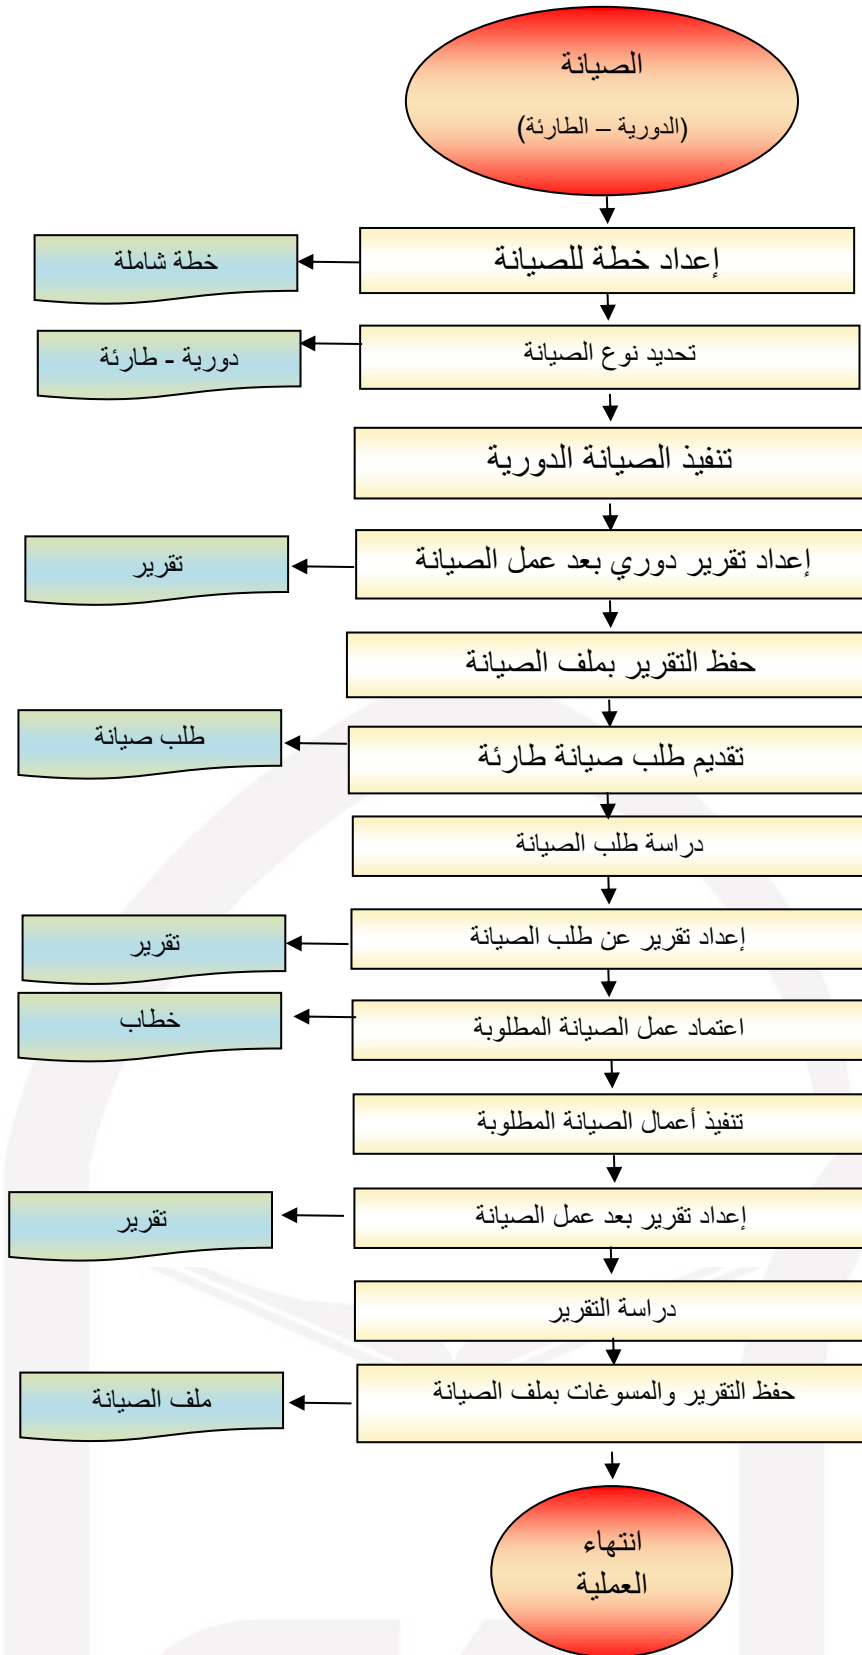 الصيانة
(الدورية – الطارئة)
إعداد خطة للصيانة
خطة شاملة
تحديد نوع الصيانة
دورية - طارئة
تنفيذ الصيانة الدورية
إعداد تقرير دوري بعد عمل الصيانة
تقرير
حفظ التقرير بملف الصيانة
تقديم طلب صيانة طارئة
طلب صيانة
دراسة طلب الصيانة
إعداد تقرير عن طلب الصيانة
تقرير
اعتماد عمل الصيانة المطلوبة
خطاب
تنفيذ أعمال الصيانة المطلوبة
إعداد تقرير بعد عمل الصيانة
تقرير
دراسة التقرير
حفظ التقرير والمسوغات بملف الصيانة
ملف الصيانة
انتهاء
العملية